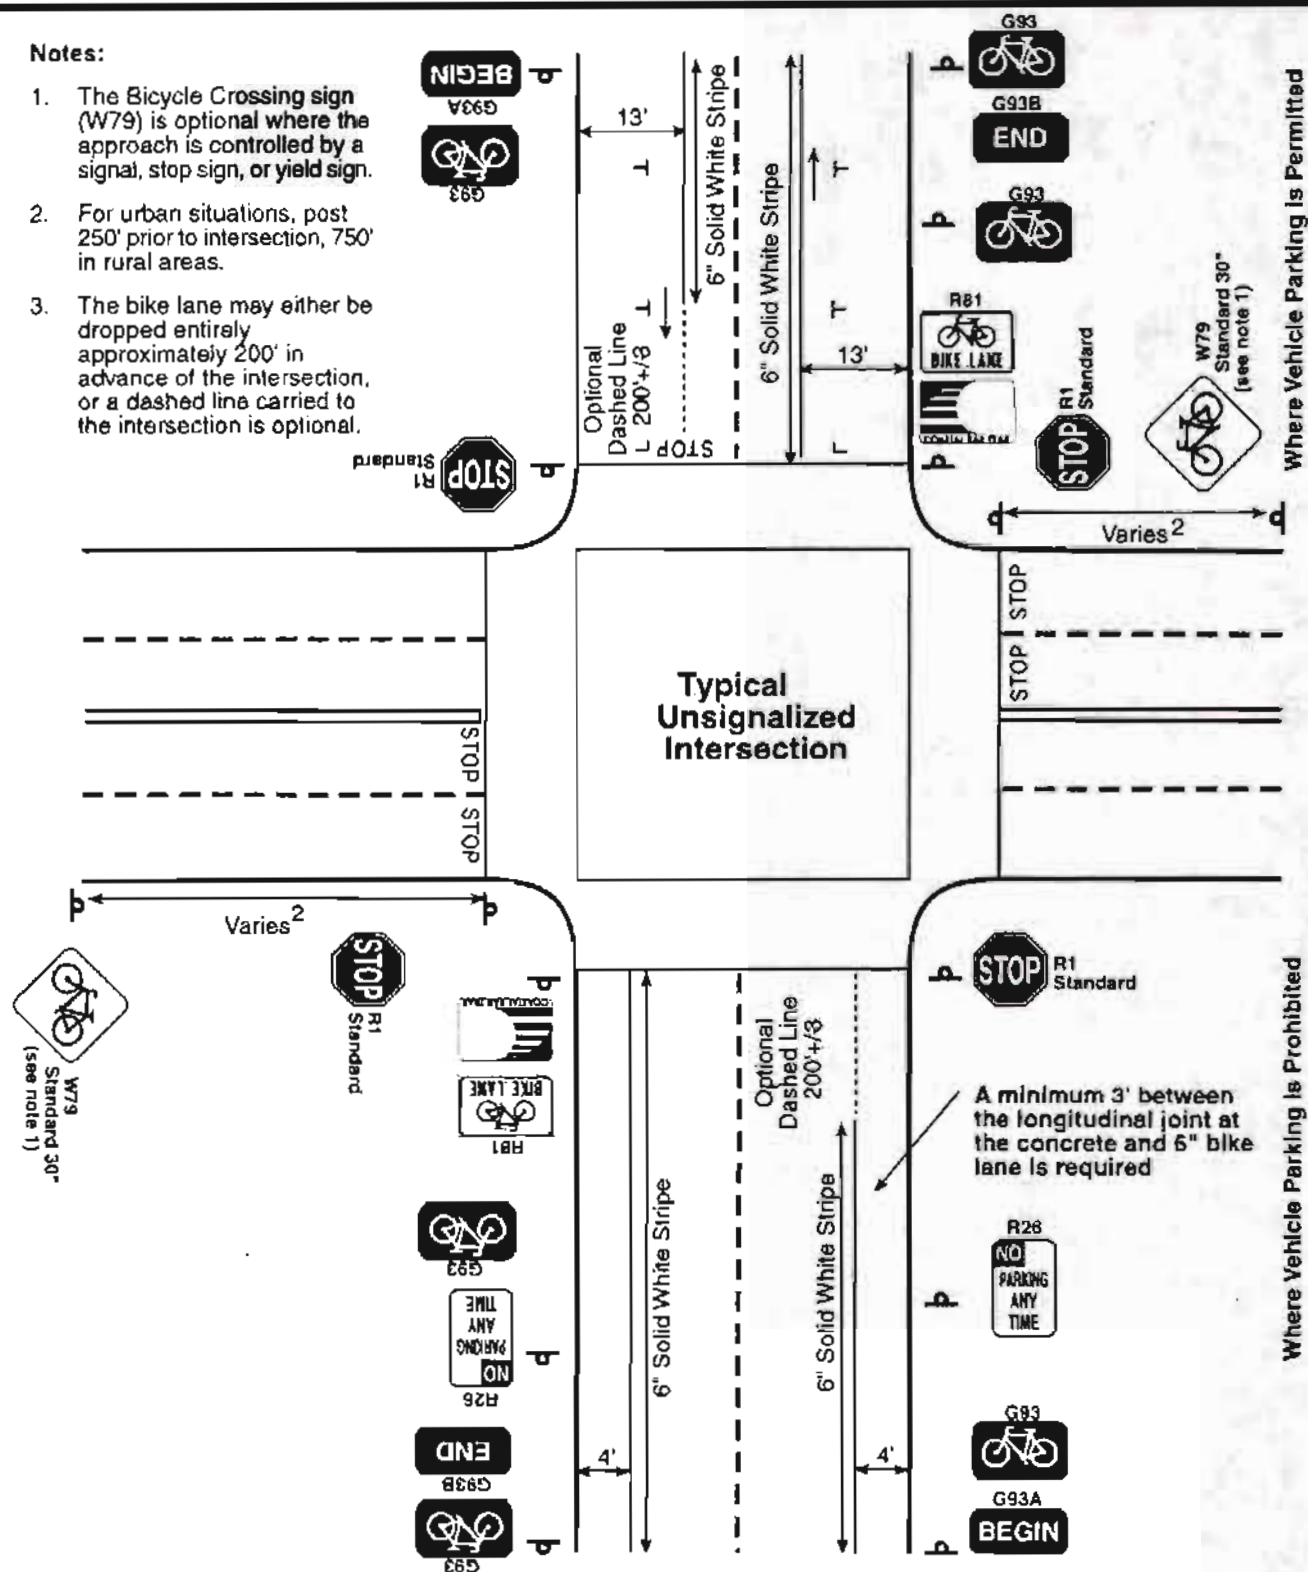 Notes:
1. The Bicycle Crossing sign
(W79) is optional where the
approach is controlled by a
signal, stop sign, or yield sign.
2. For urban situations, post
250' prior to intersection, 750'
in rural areas.
3. The bike lane may either be
dropped entirely
approximately 200' in
advance of the intersection,
or a dashed line carried to
the intersection is optional.
BEGIN
G93A
G93
13'
6" Solid White Stripe
Optional
Dashed Line
200'+/3
STOP
6" Solid White Stripe
13'
G93
G93B
END
G93
R81
BIKE LANE
STOP
R1
Standard
W79
Standard 30"
(see note 1)
Where Vehicle Parking is Permitted
STOP
R1
Standard
Varies2
STOP
STOP
Typical
Unsignalized
Intersection
STOP
STOP
Varies2
W79
Standard 30"
(see note 1)
STOP
R1
Standard
BIKE LANE
R81
G93
NO
PARKING
ANY
TIME
R26
END
G93B
G93
4'
6" Solid White Stripe
Optional
Dashed Line
200'+/3
6" Solid White Stripe
4'
STOP
R1
Standard
A minimum 3' between
the longitudinal joint at
the concrete and 6" bike
lane is required
R26
NO
PARKING
ANY
TIME
G93
G93A
BEGIN
Where Vehicle Parking is Prohibited